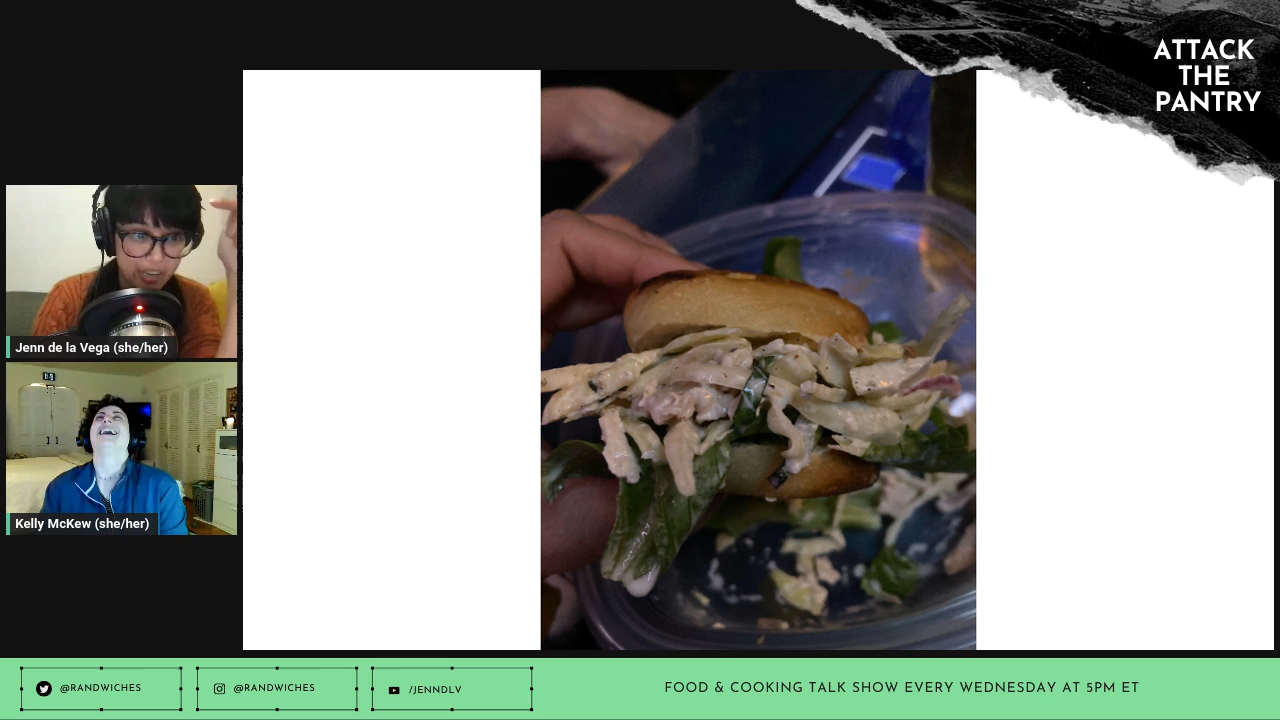 ATTACK
THE
PANTRY
Jenn de la Vega (she/her)
Kelly McKew (she/her)
@RANDWICHES
@RANDWICHES
/JENNDLV
FOOD & COOKING TALK SHOW EVERY WEDNESDAY AT 5PM ET